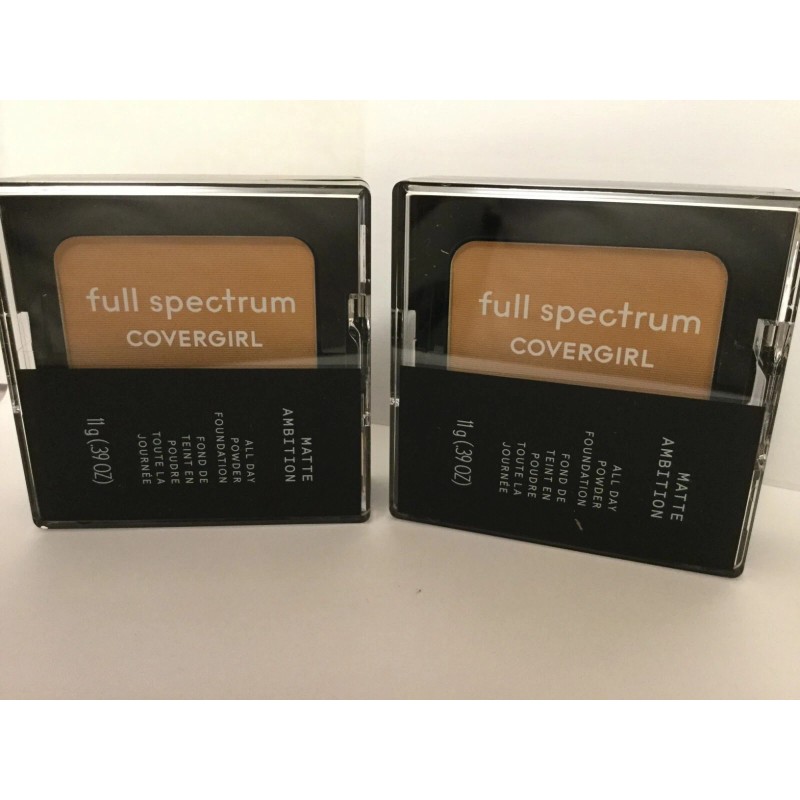 full spectrum
COVERGIRL
MATTE
AMBITION
ALL DAY
POWDER
FOUNDATION
FOND DE
TEINT EN
POUDRE
TOUTE LA
JOURNÉE
11 g (.39 OZ)
full spectrum
COVERGIRL
MATTE
AMBITION
ALL DAY
POWDER
FOUNDATION
FOND DE
TEINT EN
POUDRE
TOUTE LA
JOURNÉE
11 g (.39 OZ)